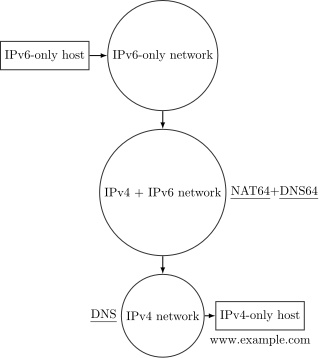 IPv6-only host
IPv6-only network
IPv4 + IPv6 network
NAT64+DNS64
DNS
IPv4 network
IPv4-only host
www.example.com